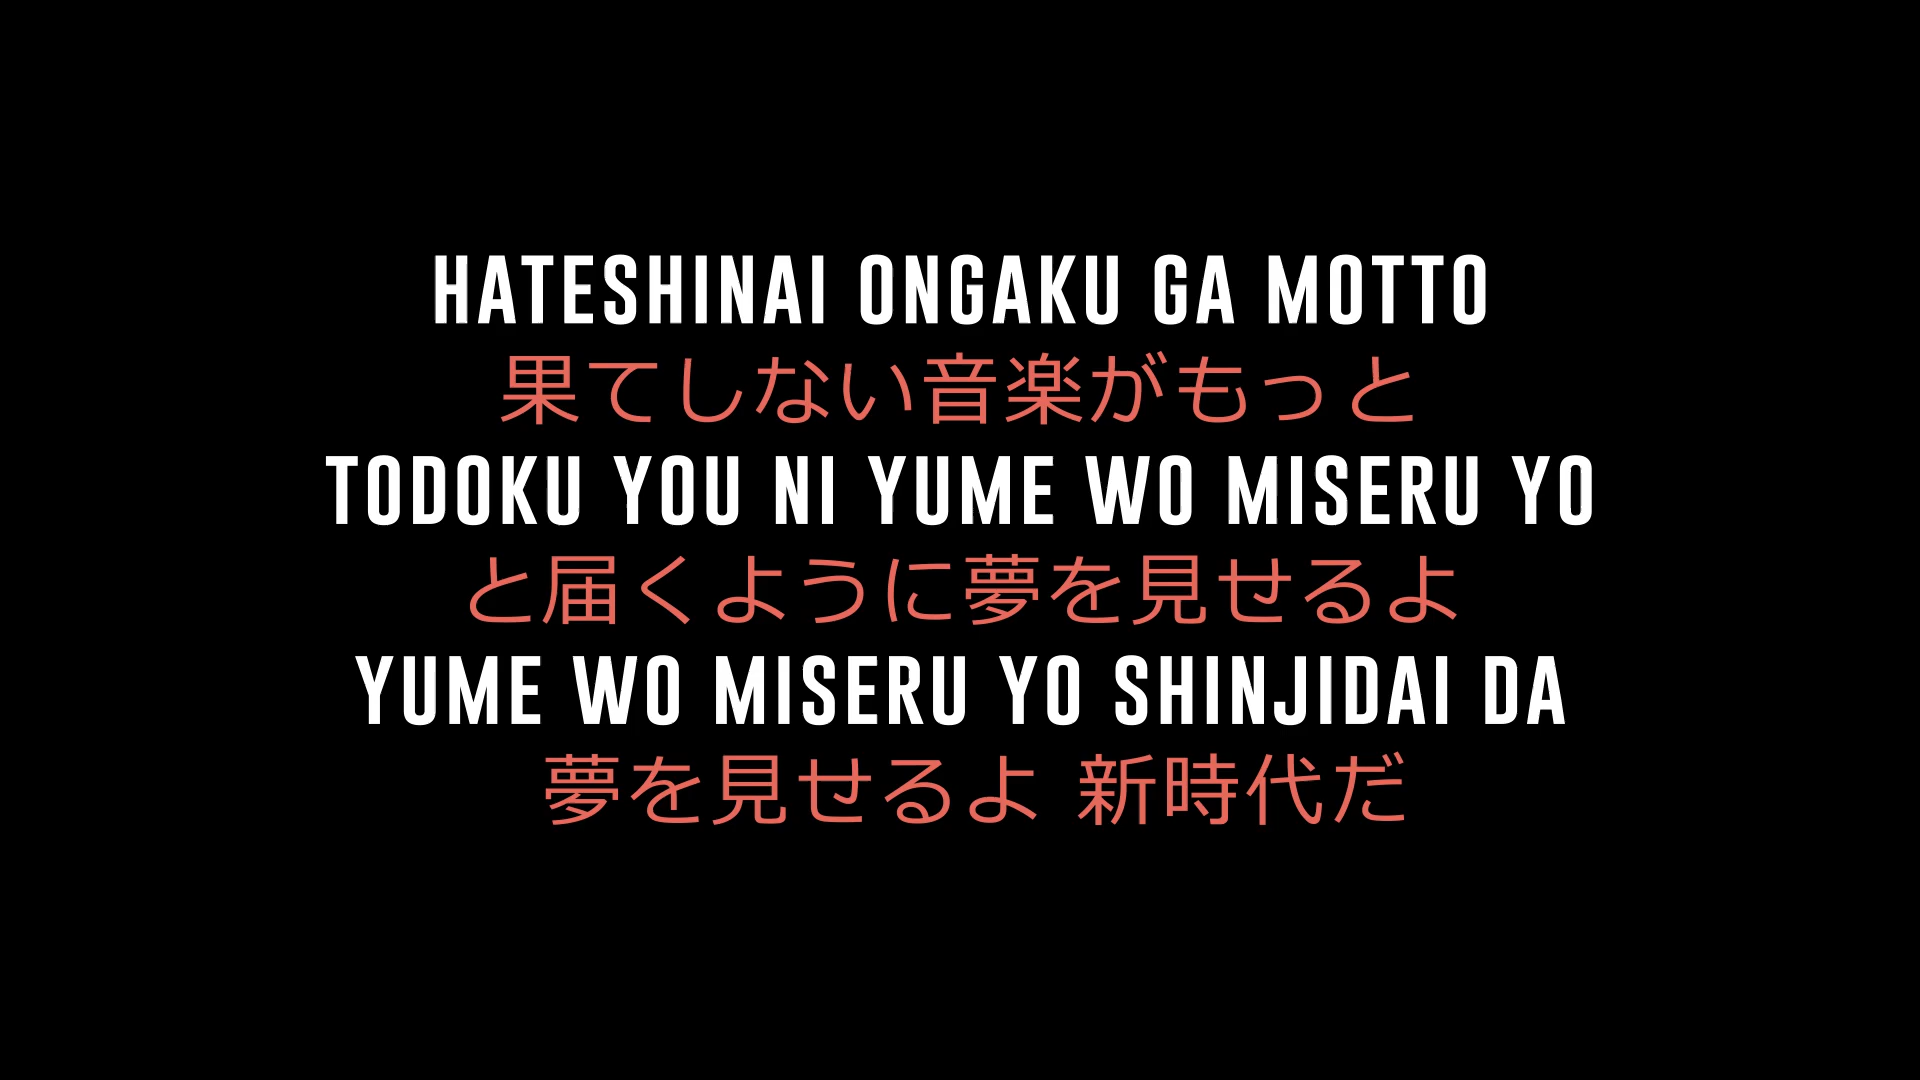 HATESHINAI ONGAKU GA MOTTO
果てしない音楽がもっと
TODOKU YOU NI YUME WO MISERU YO
と届くように夢を見せるよ
YUME WO MISERU YO SHINJIDAI DA
夢を見せるよ 新時代だ